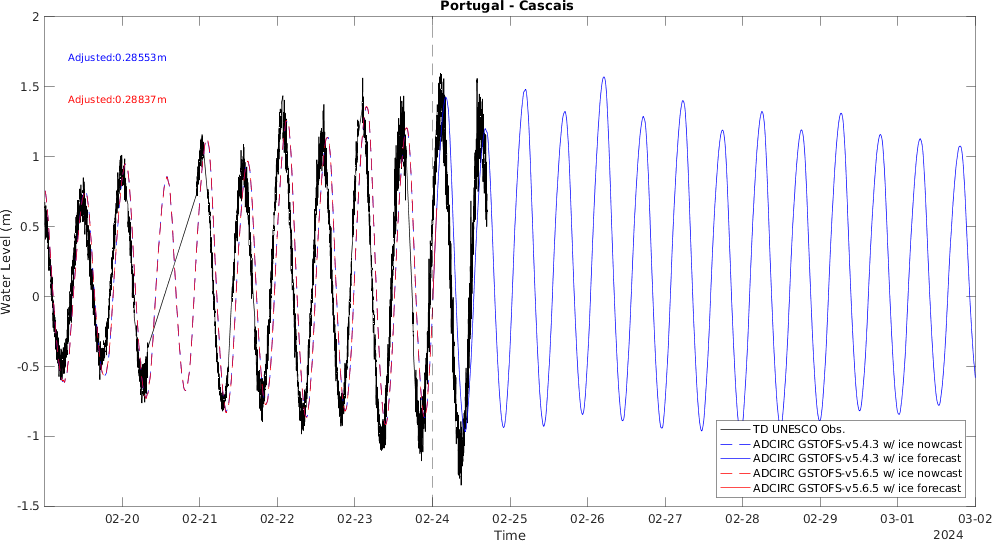 Portugal - Cascais
2
1.5
1
0.5
0
-0.5
-1
-1.5
Water Level (m)
Adjusted:0.28553m
Adjusted:0.28837m
TD UNESCO Obs.
ADCIRC GSTOFS-v5.4.3 w/ ice nowcast
ADCIRC GSTOFS-v5.4.3 w/ ice forecast
ADCIRC GSTOFS-v5.6.5 w/ ice nowcast
ADCIRC GSTOFS-v5.6.5 w/ ice forecast
02-20 02-21 02-22 02-23 02-24 02-25 02-26 02-27 02-28 02-29 03-01 03-02
Time
2024